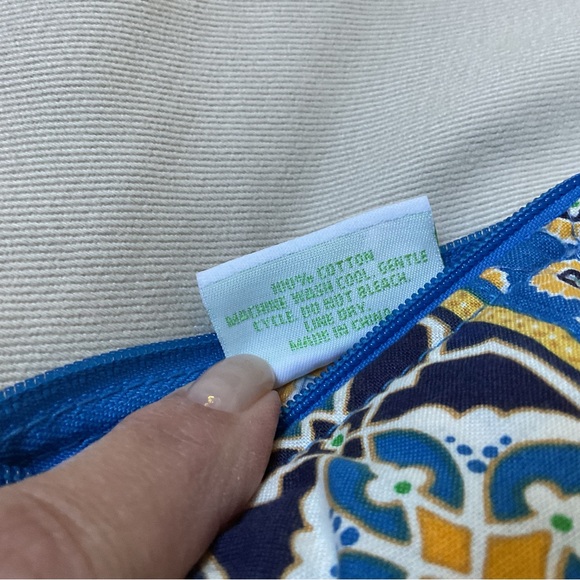 100% COTTON
MACHINE WASH COOL, GENTLE
CYCLE. DO NOT BLEACH
LINE DRY
MADE IN CHINA